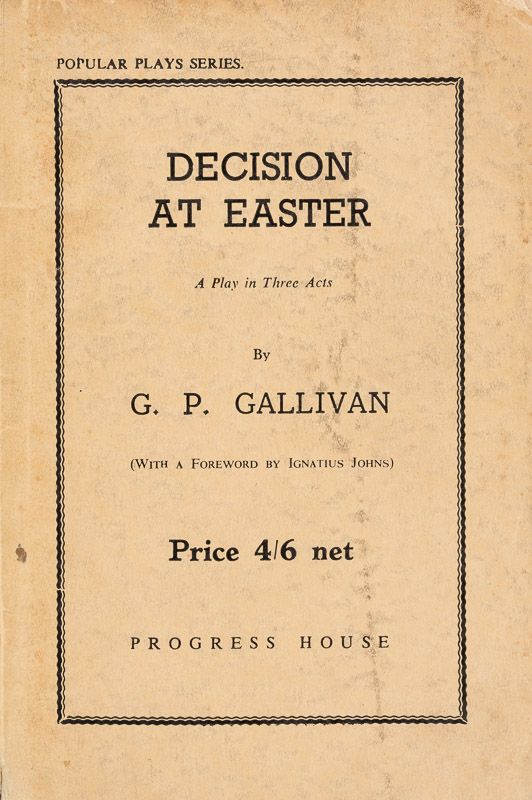 POPULAR PLAYS SERIES.
DECISION
AT EASTER
A Play in Three Acts
By
G. P. GALLIVAN
(WITH A FOREWORD BY IGNATIUS JOHNS)
Price 4/6 net
PROGRESS HOUSE